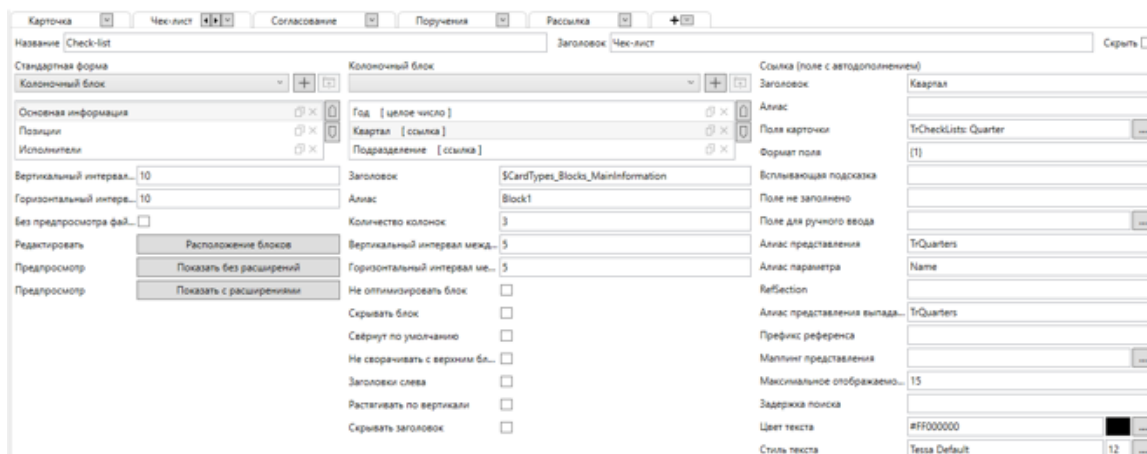 Карточка Чек-лист Согласование Поручения Рассылка
Название Check-list Заголовок Чек-лист Скрыть
Стандартная форма Колоночный блок Ссылка (поле с автодополнением)
Колоночный блок Заголовок Квартал
Основная информация Год [ целое число ] Алиас
Позиции Квартал [ ссылка ] Поля карточки TrCheckLists: Quarter
Исполнители Подразделение [ ссылка ] Формат поля {1}
Вертикальный интервал... 10 Заголовок $CardTypes_Blocks_MainInformation Всплывающая подсказка
Горизонтальный интерв... 10 Алиас Block1 Поле не заполнено
Без предпросмотра фай... Количество колонок 3 Поле для ручного ввода
Редактировать Расположение блоков Вертикальный интервал межд... 5 Алиас представления TrQuarters
Предпросмотр Показать без расширений Горизонтальный интервал ме... 5 Алиас параметра Name
Предпросмотр Показать с расширениями Не оптимизировать блок RefSection
Скрывать блок Алиас представления выпада... TrQuarters
Свёрнут по умолчанию Префикс референса
Не сворачивать с верхним бл... Маппинг представления
Заголовки слева Максимальное отображаемо... 15
Растягивать по вертикали Задержка поиска
Скрывать заголовок Цвет текста #FF000000
Стиль текста Tessa Default 12